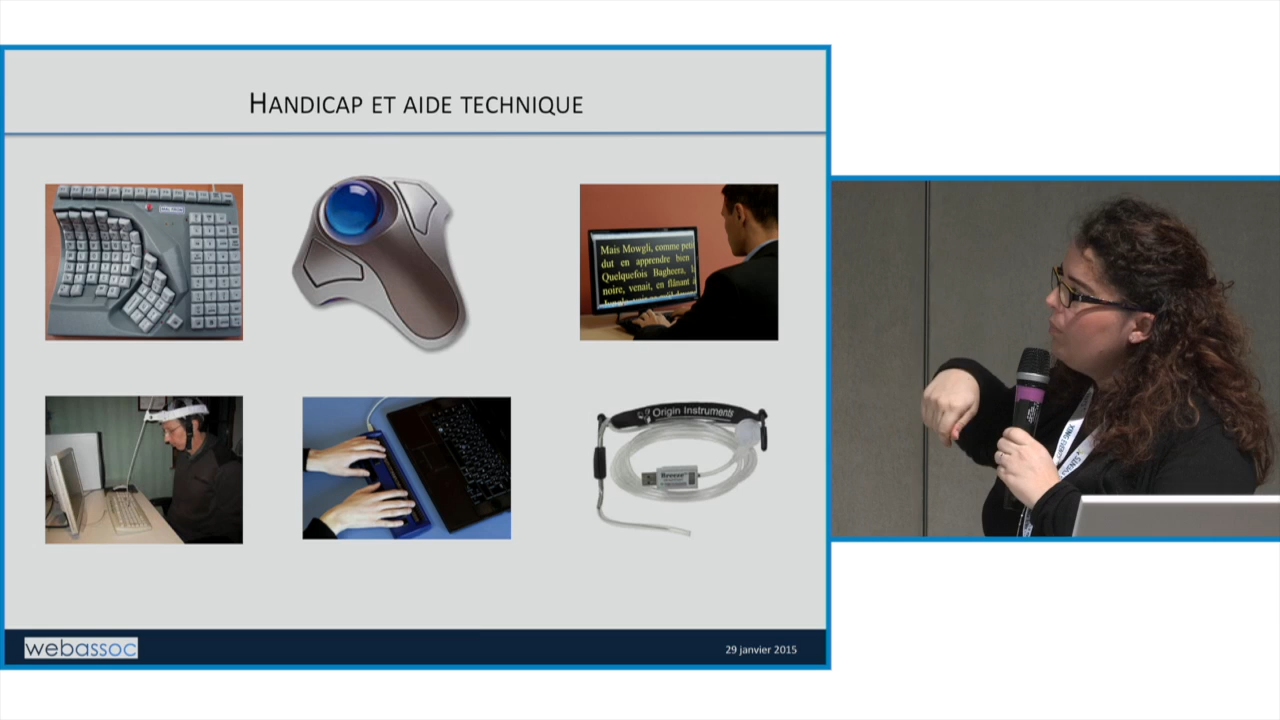 HANDICAP ET AIDE TECHNIQUE
Mais Mowgli, comme peti
dut en apprendre bien
Quelquefois Bagheera, l
noire, venait, en flânant
Origin Instruments
Breeze
webassoc
29 janvier 2015